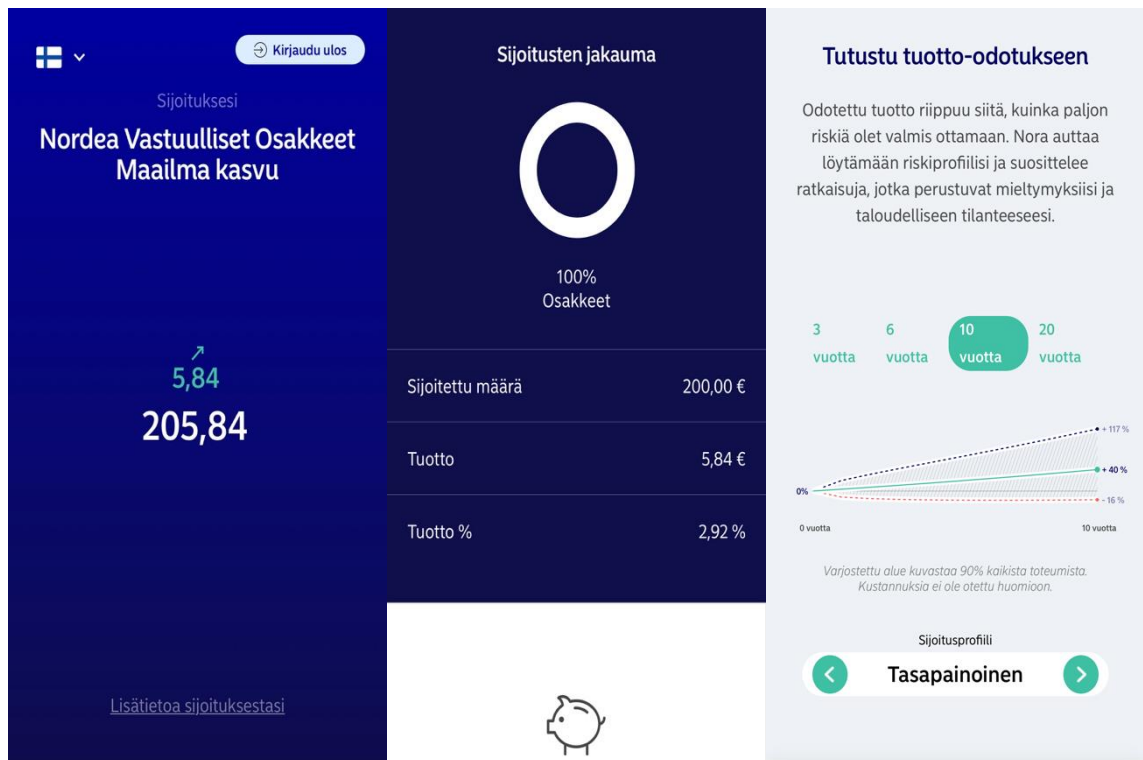 Kirjaudu ulos
Sijoituksesi
Nordea Vastuulliset Osakkeet
Maailma kasvu
5,84
205,84
Lisätietoa sijoituksestasi
Sijoitusten jakauma
100%
Osakkeet
Sijoitettu määrä 200,00 €
Tuotto 5,84 €
Tuotto % 2,92 %
Tutustu tuotto-odotukseen
Odotettu tuotto riippuu siitä, kuinka paljon
riskiä olet valmis ottamaan. Nora auttaa
löytämään riskiprofiilisi ja suosittelee
ratkaisuja, jotka perustuvat mieltymyksiisi ja
taloudelliseen tilanteeseesi.
3 6 10 20
vuotta vuotta vuotta vuotta
+ 117 %
+ 40 %
0%
- 16 %
0 vuotta 10 vuotta
Varjostettu alue kuvastaa 90% kaikista toteumista.
Kustannuksia ei ole otettu huomioon.
Sijoitusprofiili
Tasapainoinen